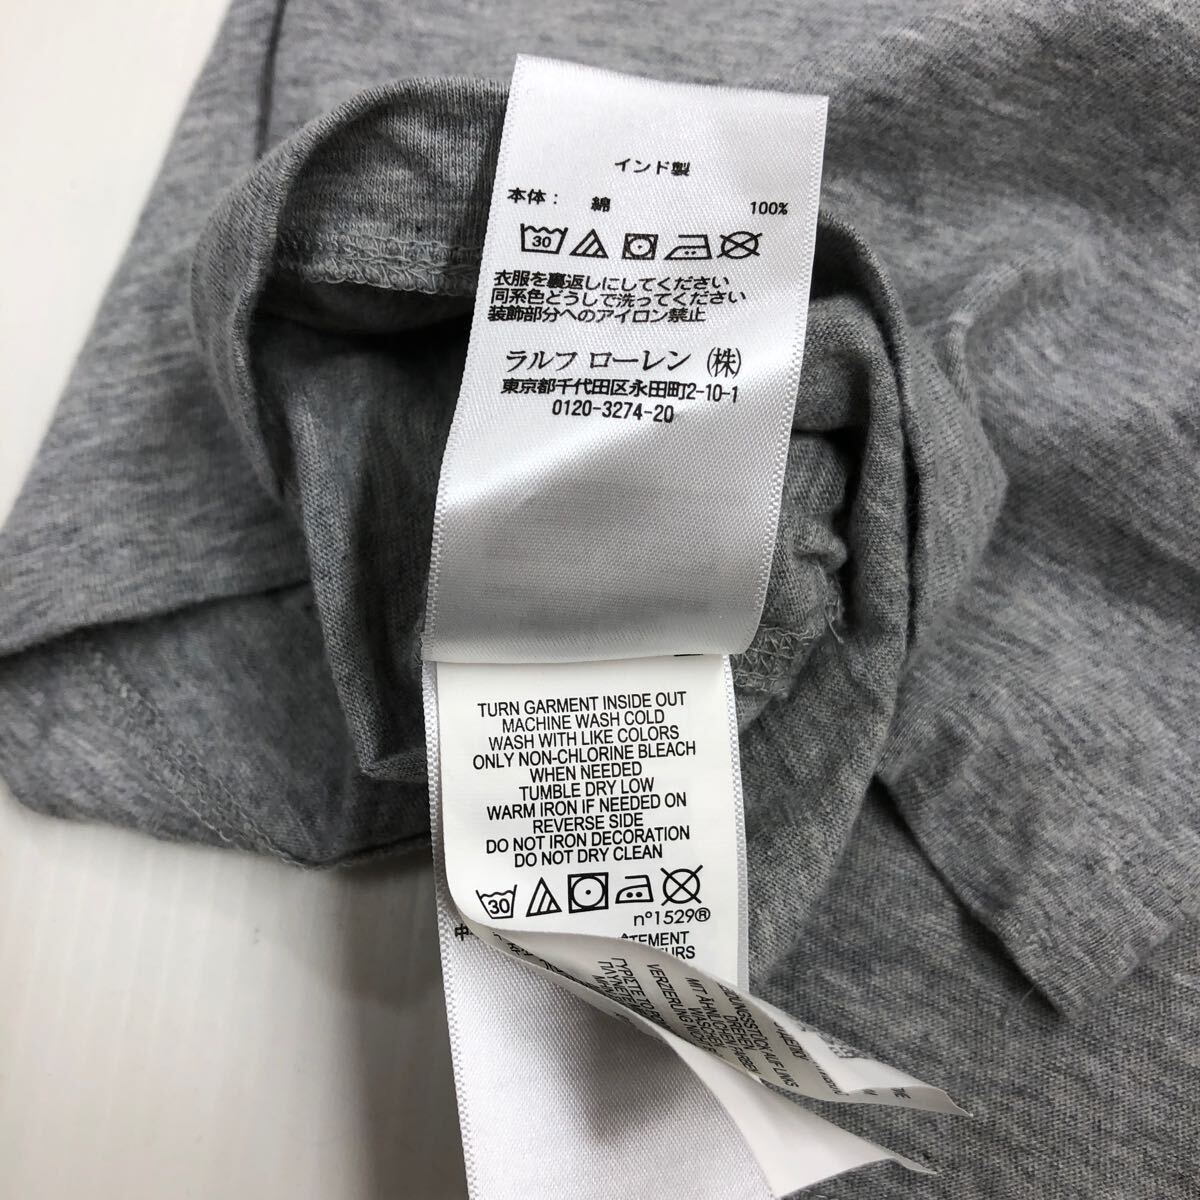 インド製
本体： 綿 100%
30
衣服を裏返しにしてください
同系色どうしで洗ってください
装飾部分へのアイロン禁止
ラルフ ローレン (株)
東京都千代田区永田町2-10-1
0120-3274-20
TURN GARMENT INSIDE OUT
MACHINE WASH COLD
WASH WITH LIKE COLORS
ONLY NON-CHLORINE BLEACH
WHEN NEEDED
TUMBLE DRY LOW
WARM IRON IF NEEDED ON
REVERSE SIDE
DO NOT IRON DECORATION
DO NOT DRY CLEAN
30
n°1529®
MIT ÄHNLICHEN